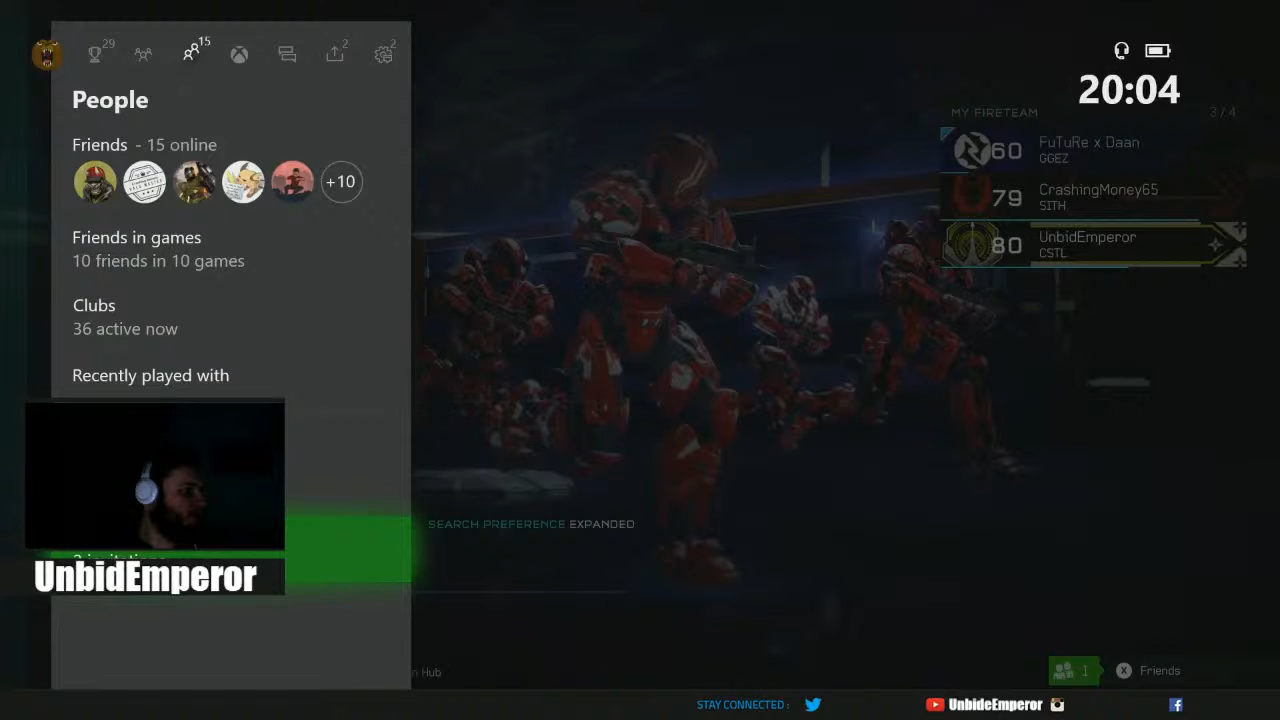 29
15
2
2
People
Friends - 15 online
+10
Friends in games
10 friends in 10 games
Clubs
36 active now
Recently played with
UnbidEmperor
20:04
MY FIRETEAM 3/4
60 FuTuRe x Daan
GGEZ
79 CrashingMoney65
SITH
80 UnbidEmperor
CSTL
SEARCH PREFERENCE EXPANDED
Hub
1
X Friends
STAY CONNECTED :
UnbideEmperor